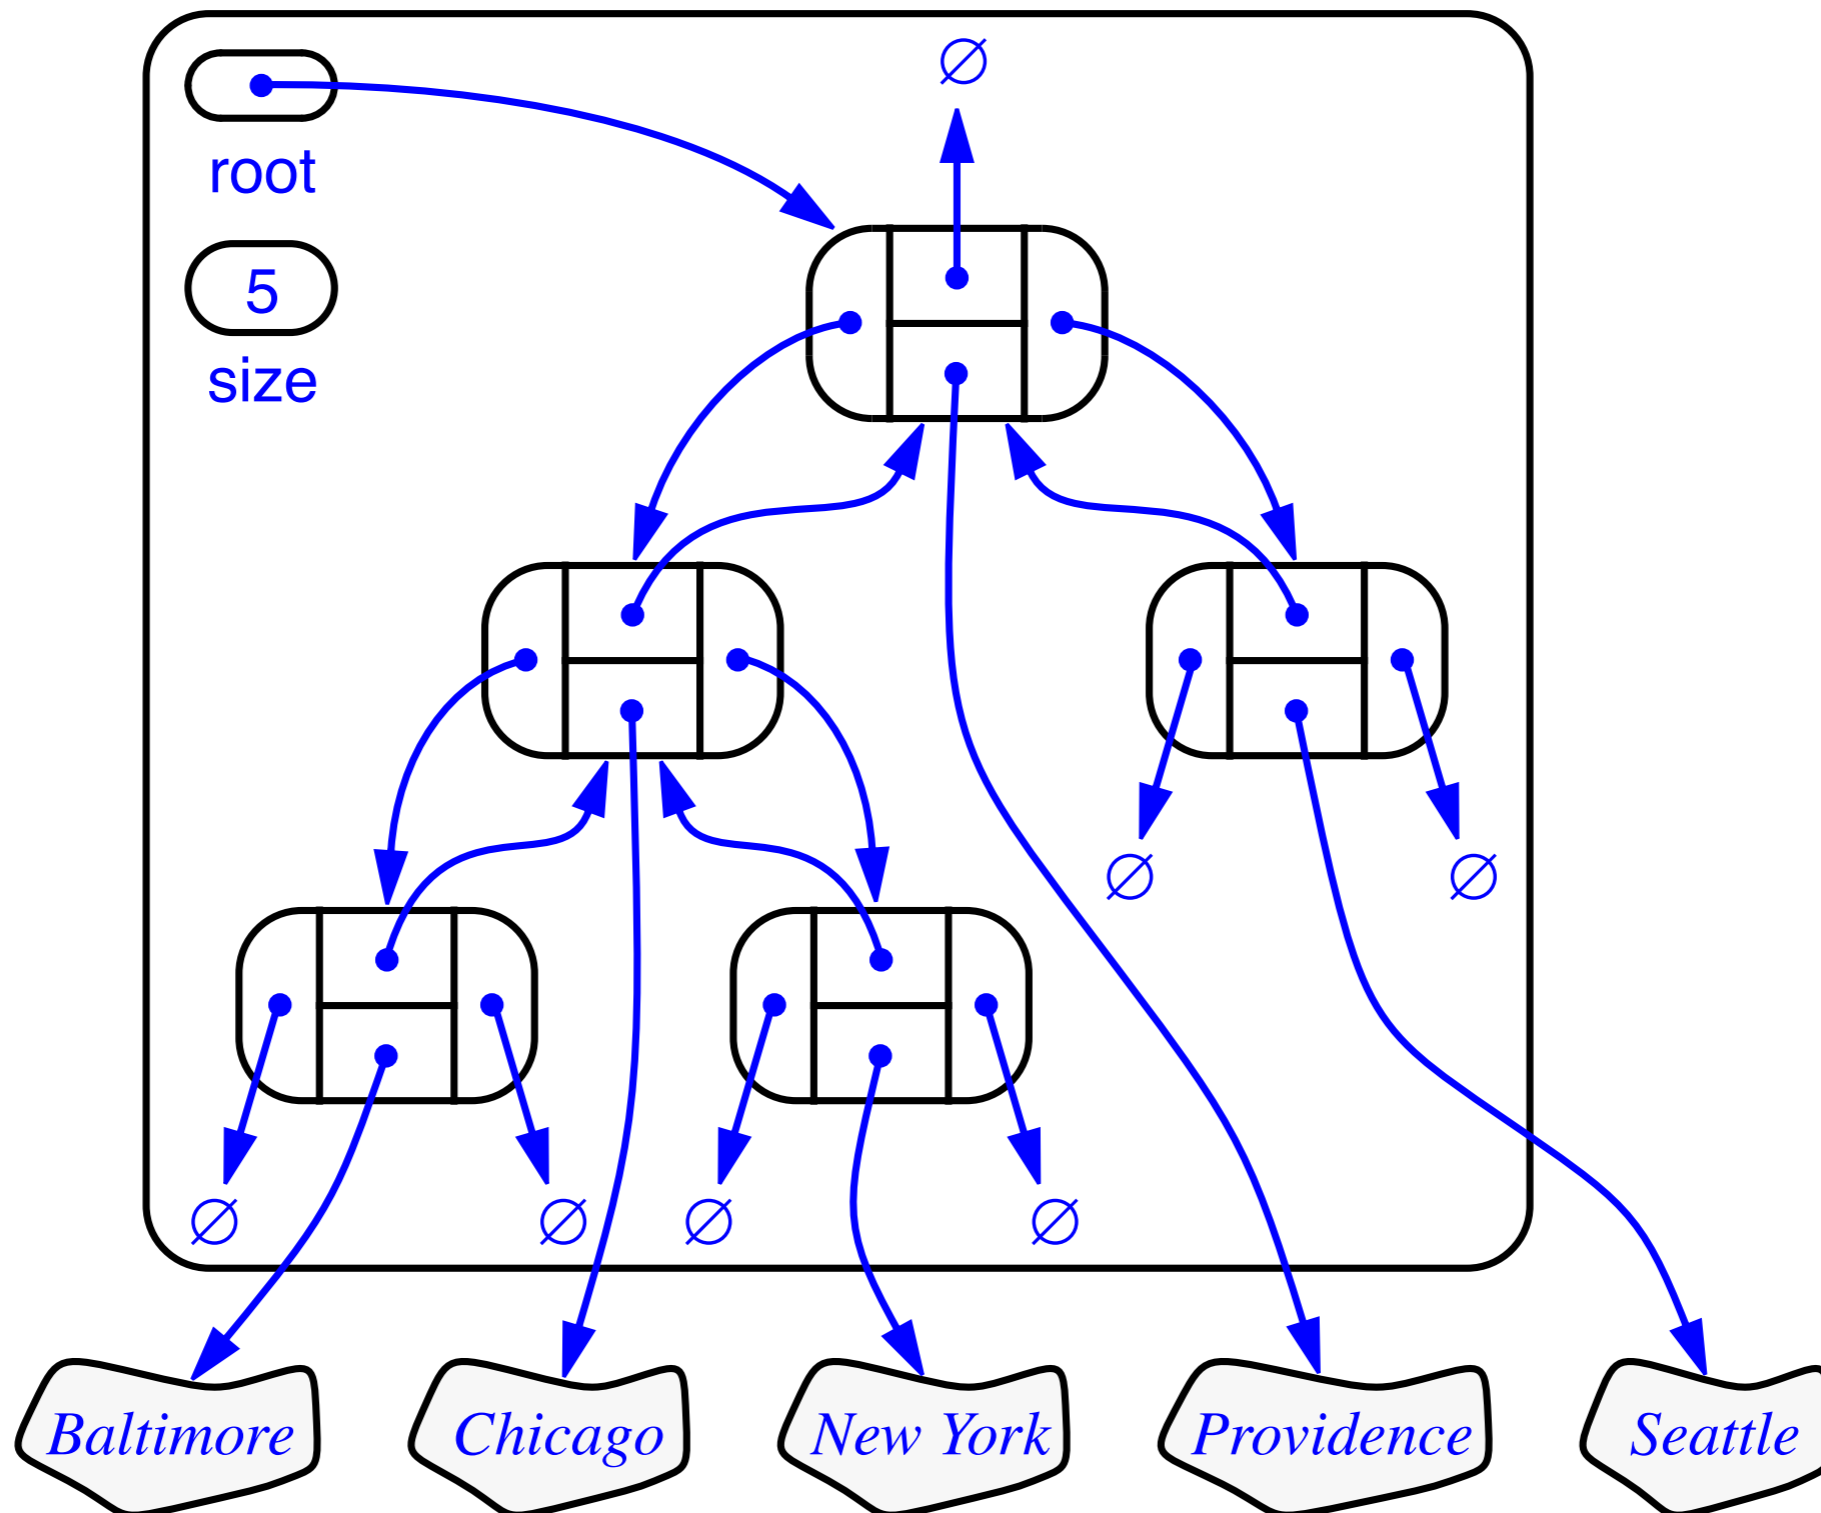 ∅
root
5
size
∅
∅
∅
∅
∅
∅
Baltimore
Chicago
New York
Providence
Seattle